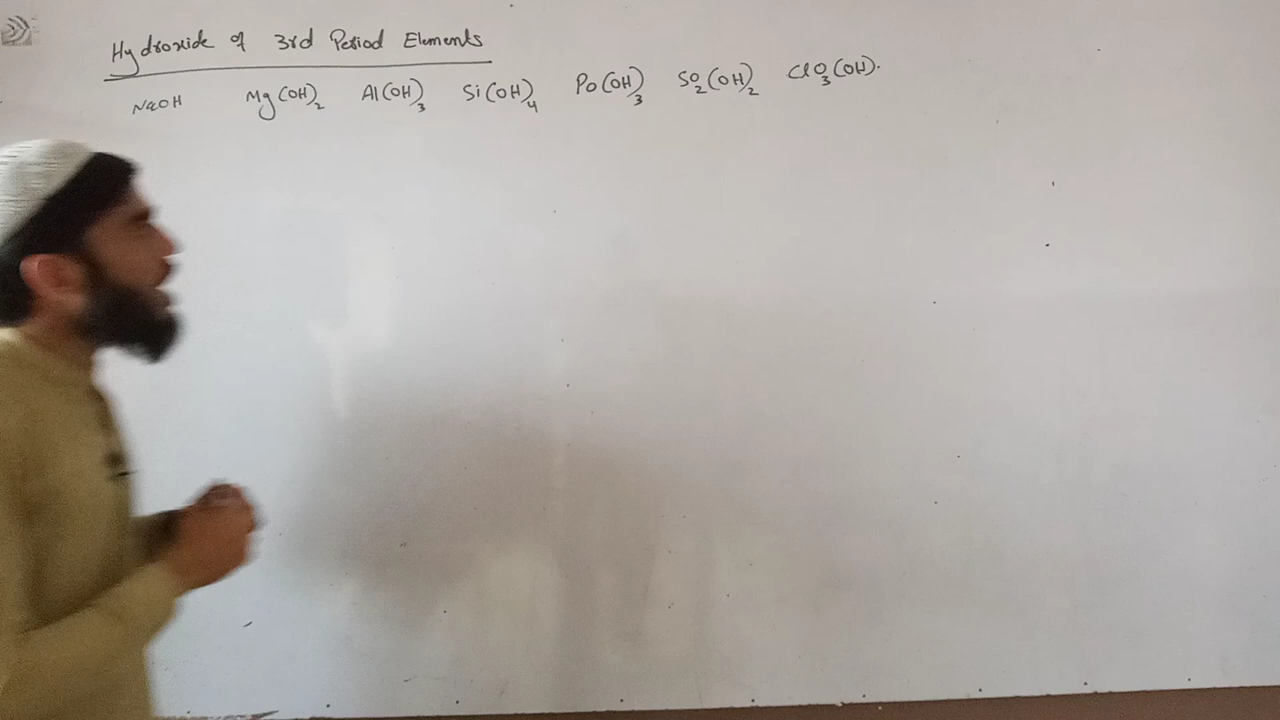 Hydroxide of 3rd Period Elements
NaOH Mg(OH)₂ Al(OH)₃ Si(OH)₄ PO(OH)₃ SO₂(OH)₂ ClO₃(OH).